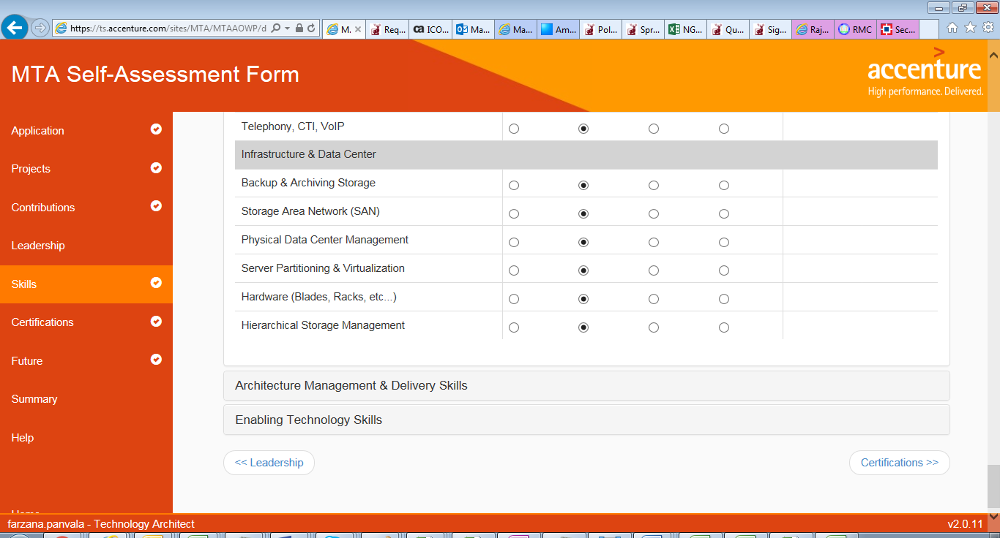 https://ts.accenture.com/sites/MTA/MTAAOWP/d
M...
Req...
ca ICO...
Ma...
Ma...
Am...
Pol...
Spr...
NG...
Qu...
Sig...
Raj...
RMC
Sec...
MTA Self-Assessment Form
>
accenture
High performance. Delivered.
Application
Projects
Contributions
Leadership
Skills
Certifications
Future
Summary
Help
Home
Telephony, CTI, VoIP
Infrastructure & Data Center
Backup & Archiving Storage
Storage Area Network (SAN)
Physical Data Center Management
Server Partitioning & Virtualization
Hardware (Blades, Racks, etc...)
Hierarchical Storage Management
Architecture Management & Delivery Skills
Enabling Technology Skills
<< Leadership
Certifications >>
farzana.panvala - Technology Architect
v2.0.11